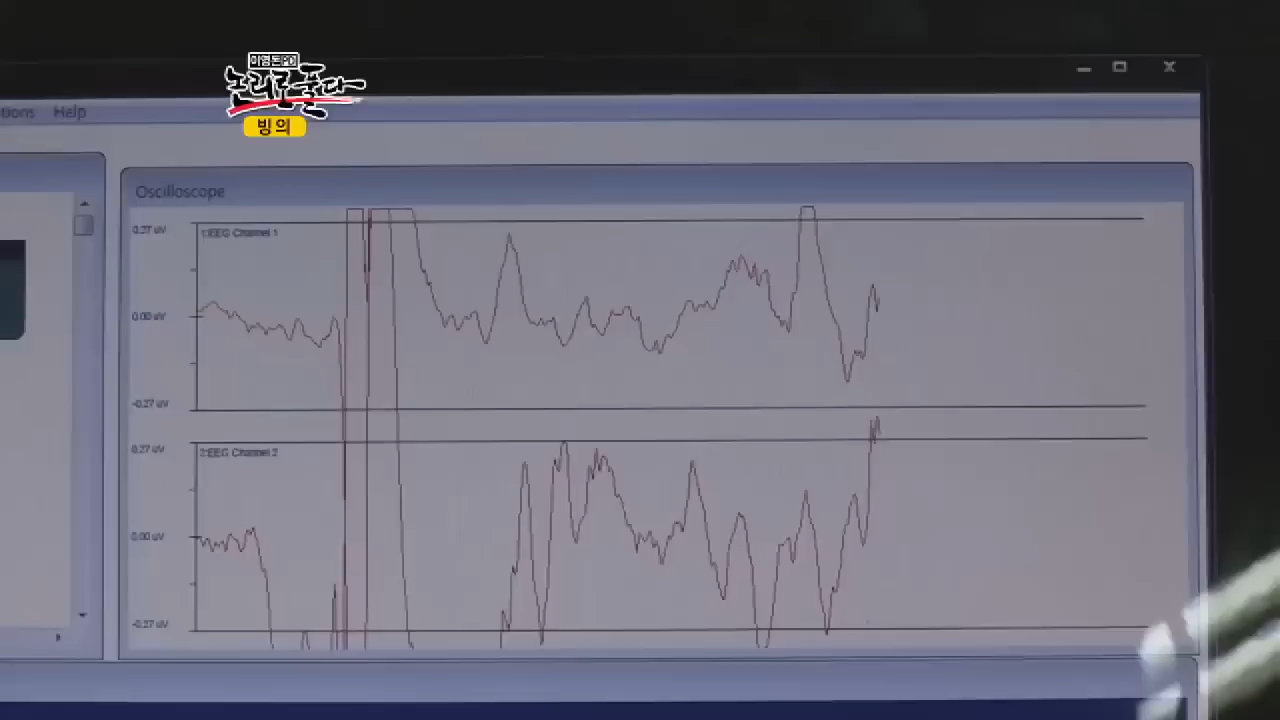 이영돈PD
논리로풀다
빙의
tions Help
Oscilloscope
0.27 uV
1:EEG Channel 1
0.00 uV
-0.27 uV
0.27 uV
2:EEG Channel 2
0.00 uV
-0.27 uV